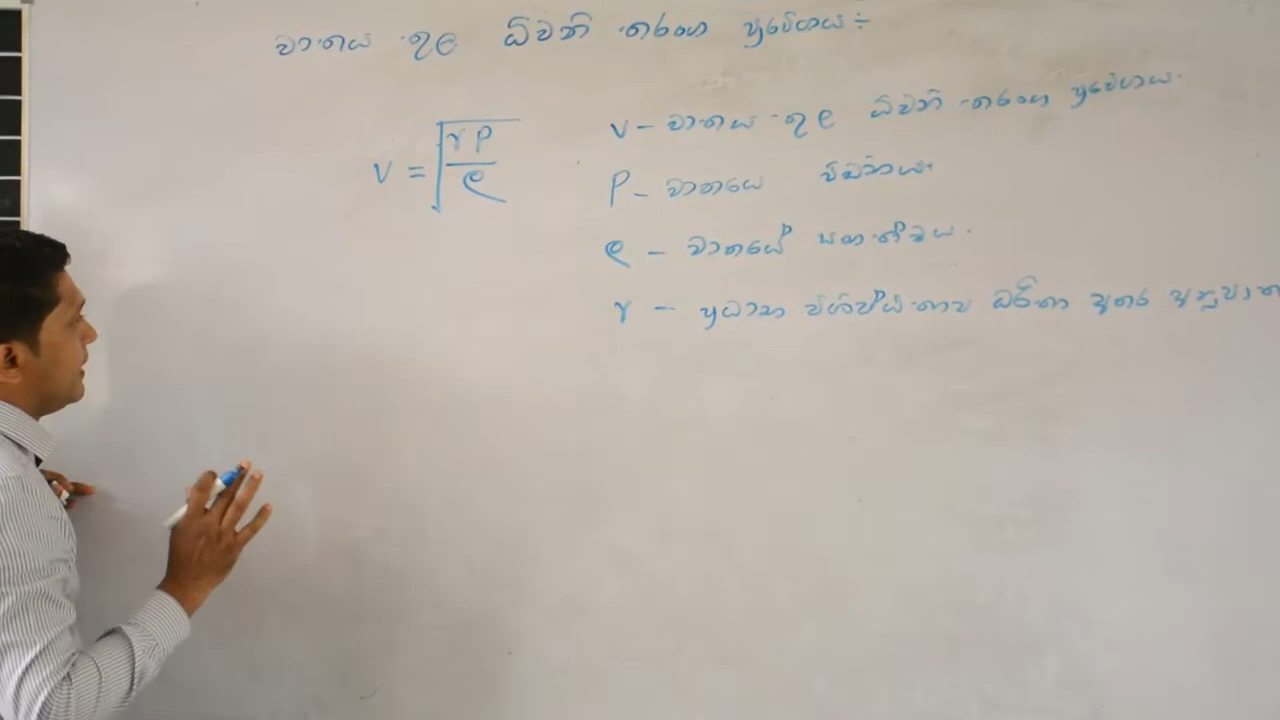 වාතය තුල ධ්වනි තරංග ප්‍රවේගය :-
V = √(γP/ρ)
V - වාතය තුල ධ්වනි තරංග ප්‍රවේගය.
P - වාතයේ පීඩනය.
ρ - වාතයේ ඝනත්වය.
γ - ප්‍රධාන විශිෂ්ඨ තාප ධාරිතා අතර අනුපාත